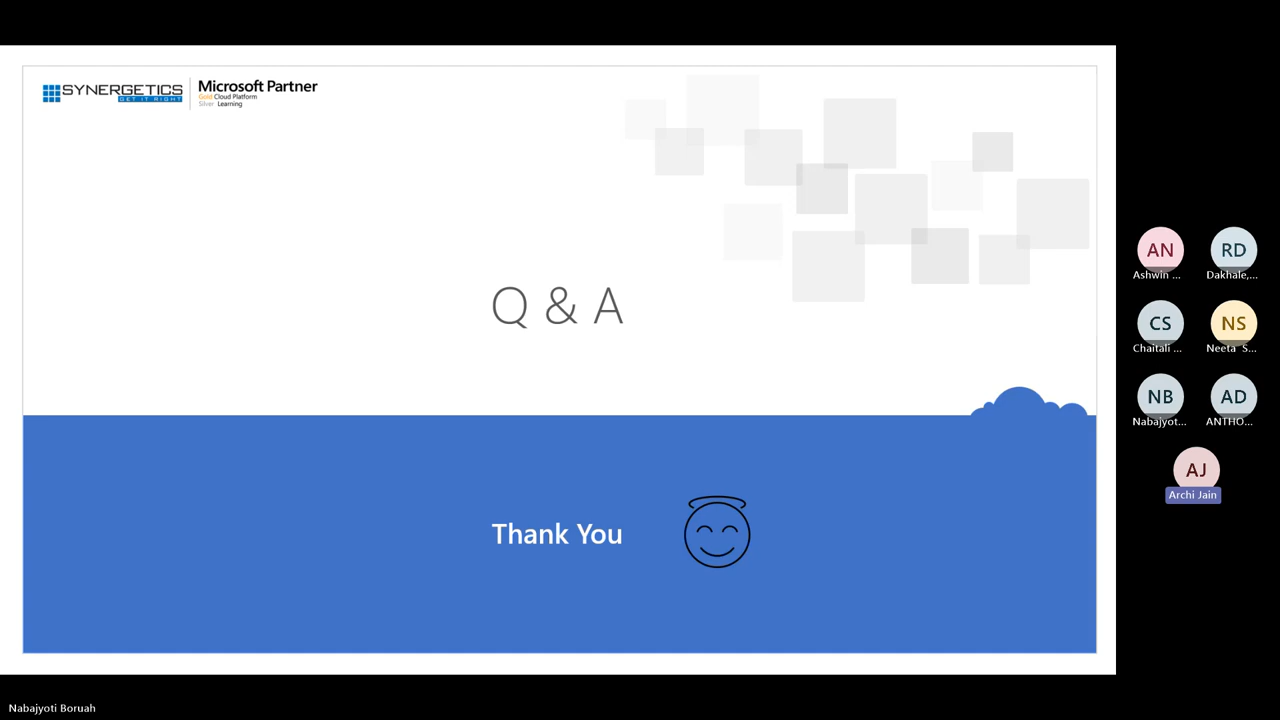 SYNERGETICS
GET IT RIGHT
Microsoft Partner
Gold Cloud Platform
Silver Learning
Q & A
Thank You
AN
Ashwin ...
RD
Dakhale,...
CS
Chaitali ...
NS
Neeta S...
NB
Nabajyot...
AD
ANTHO...
AJ
Archi Jain
Nabajyoti Boruah